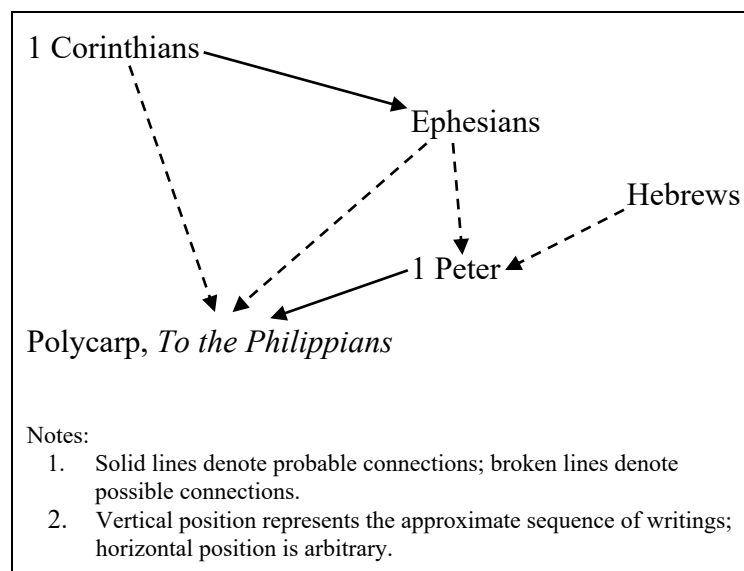 1 Corinthians
Ephesians
Hebrews
1 Peter
Polycarp, To the Philippians
Notes:
1. Solid lines denote probable connections; broken lines denote
possible connections.
2. Vertical position represents the approximate sequence of writings;
horizontal position is arbitrary.